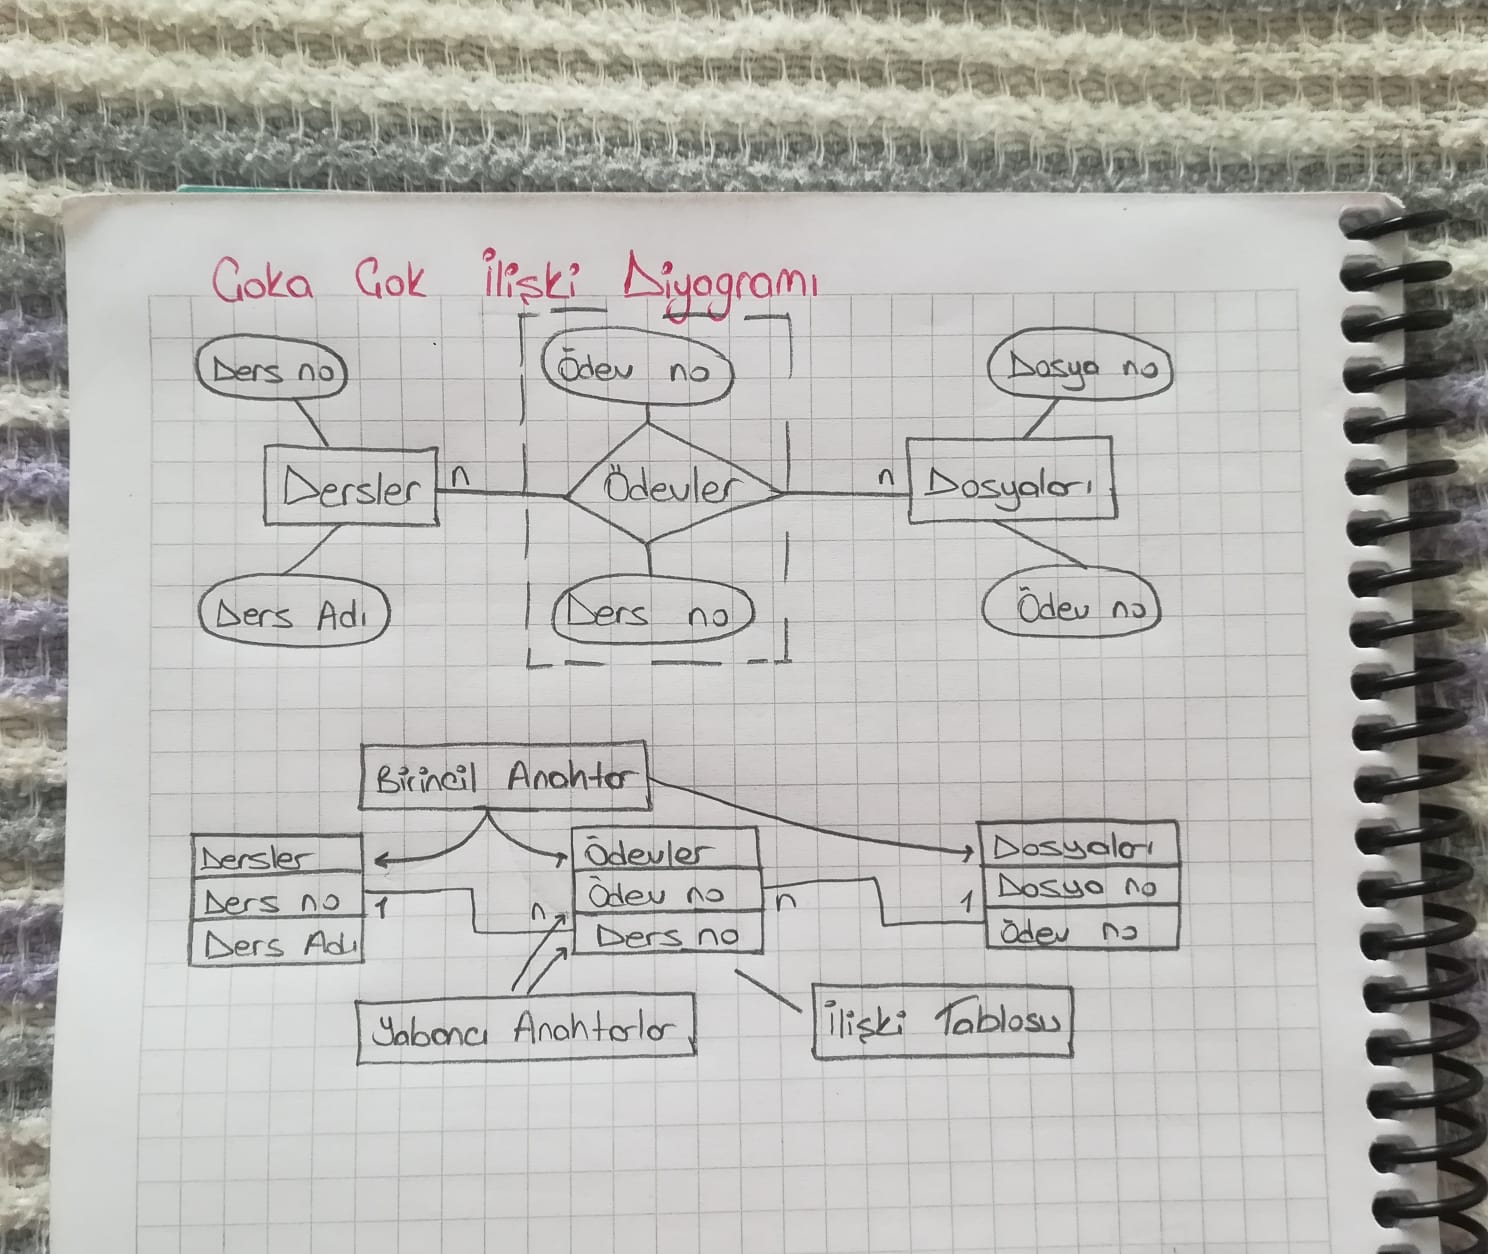 Çoka Çok İlişki Diyagramı
Ders no
Ödev no
Dosya no
Dersler
n
Ödevler
n
Dosyaları
Ders Adı
Ders no
Ödev no
Birincil Anahtar
Dersler
Ödevler
Dosyaları
Ders no
1
Ödev no
n
1
Dosya no
Ders Adı
n
Ders no
Ödev no
Yabancı Anahtarlar
İlişki Tablosu